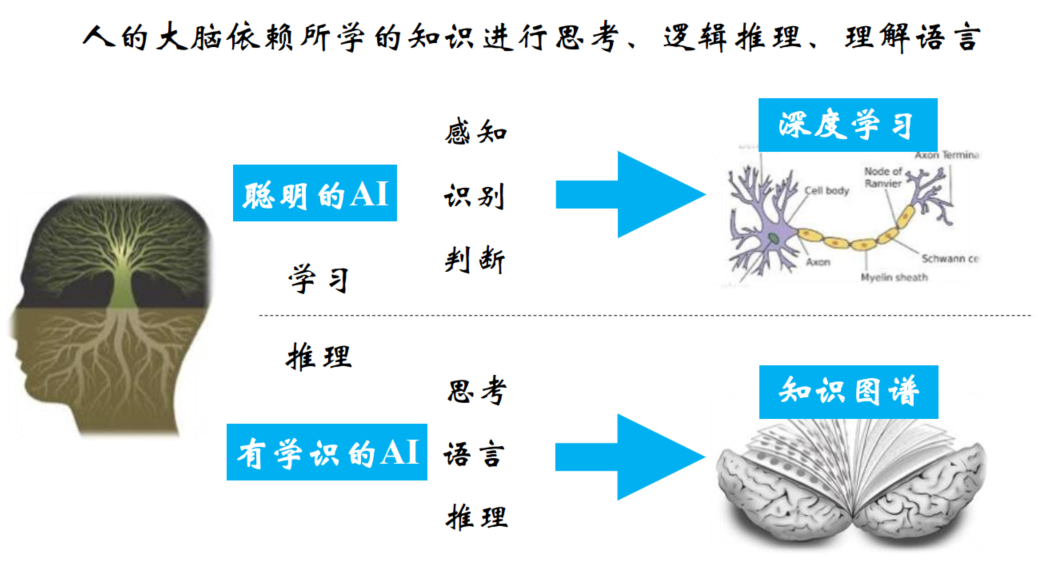 人的大脑依赖所学的知识进行思考、逻辑推理、理解语言
聪明的AI
学习
感知
识别
判断
深度学习
Cell body
Axon
Node of
Ranvier
Axon Termina
Schwann ce
Myelin sheath
推理
有学识的AI
思考
语言
推理
知识图谱